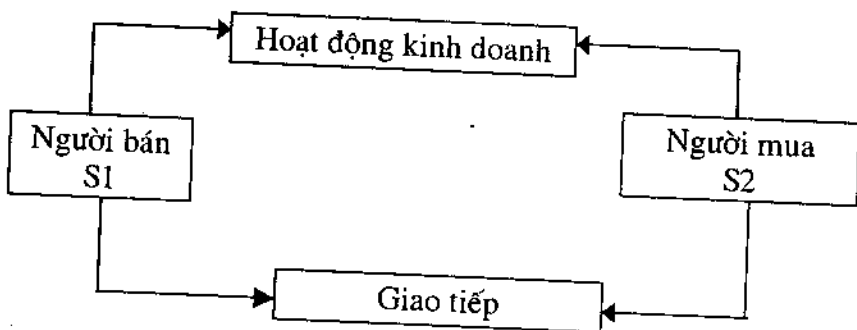 Hoạt động kinh doanh
Người bán
S1
Người mua
S2
Giao tiếp